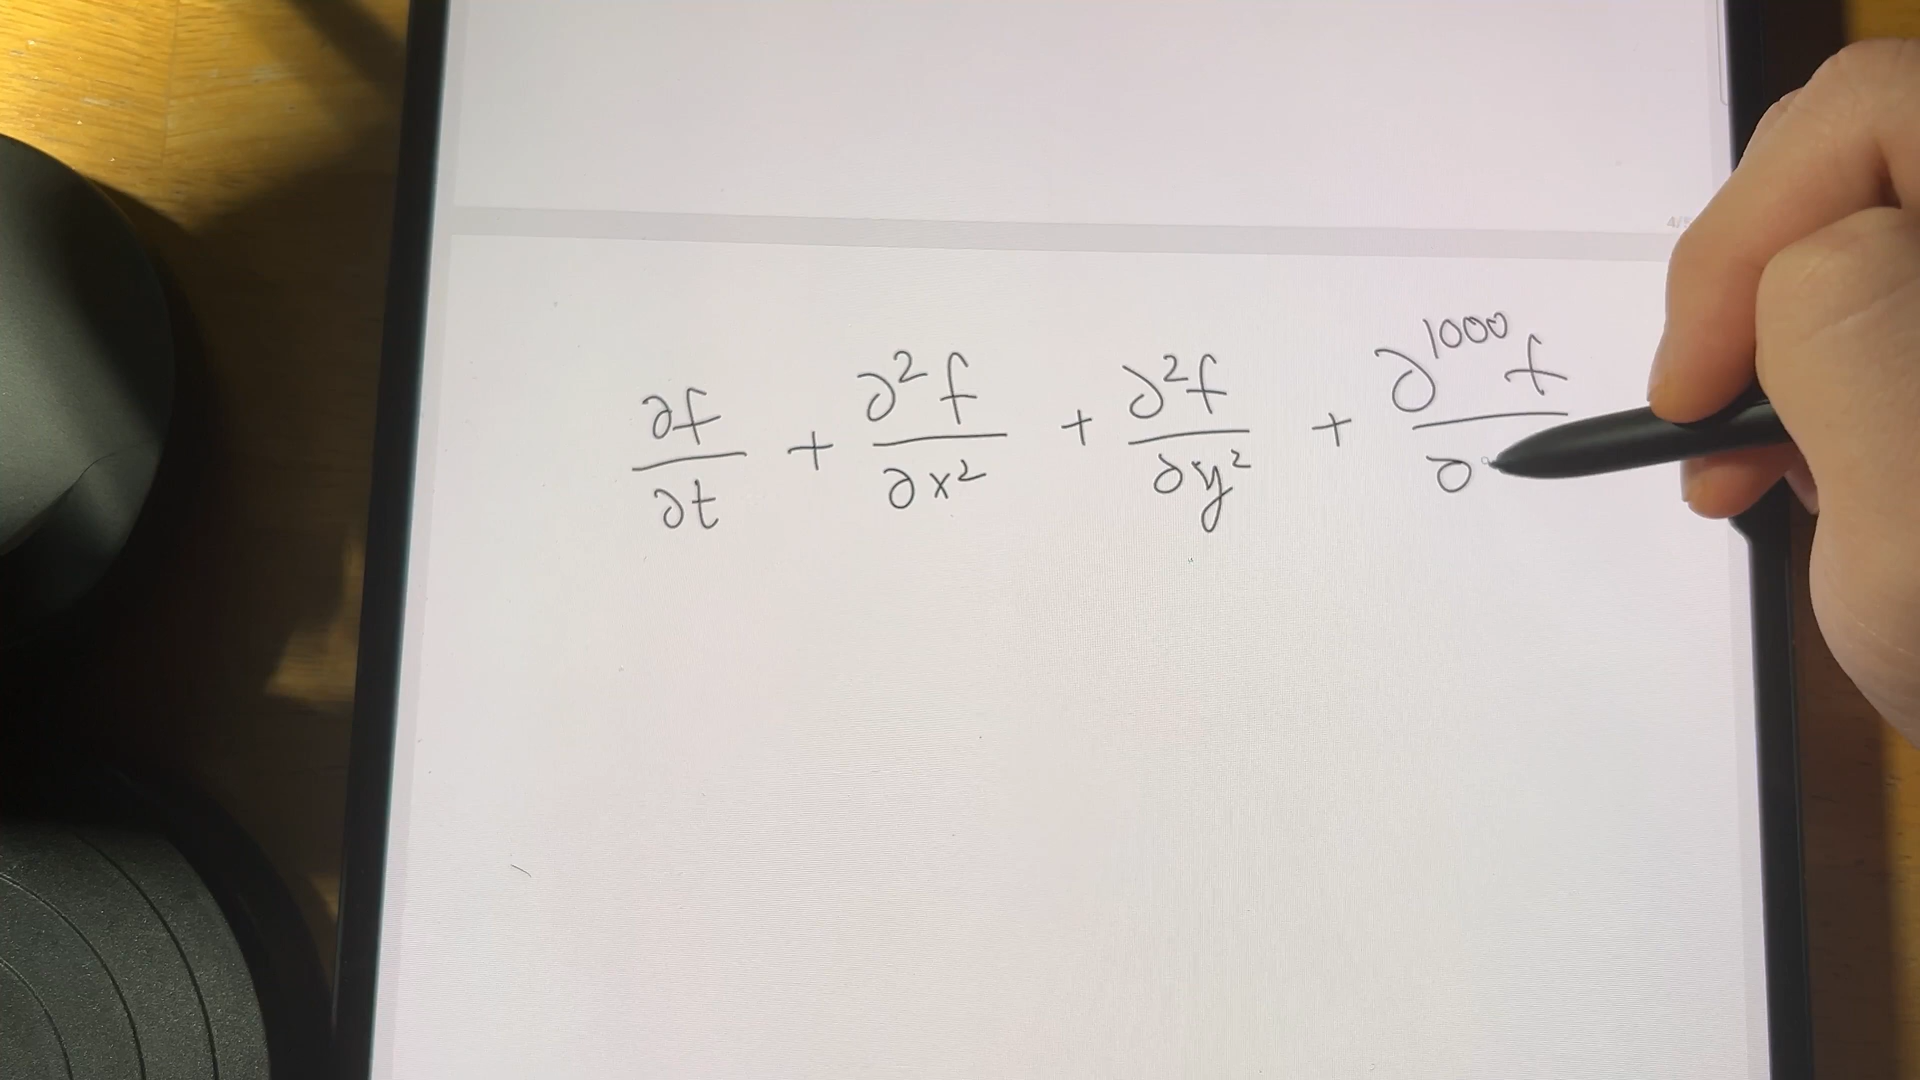 ∂f/∂t + ∂²f/∂x² + ∂²f/∂y² + ∂¹⁰⁰⁰f/∂